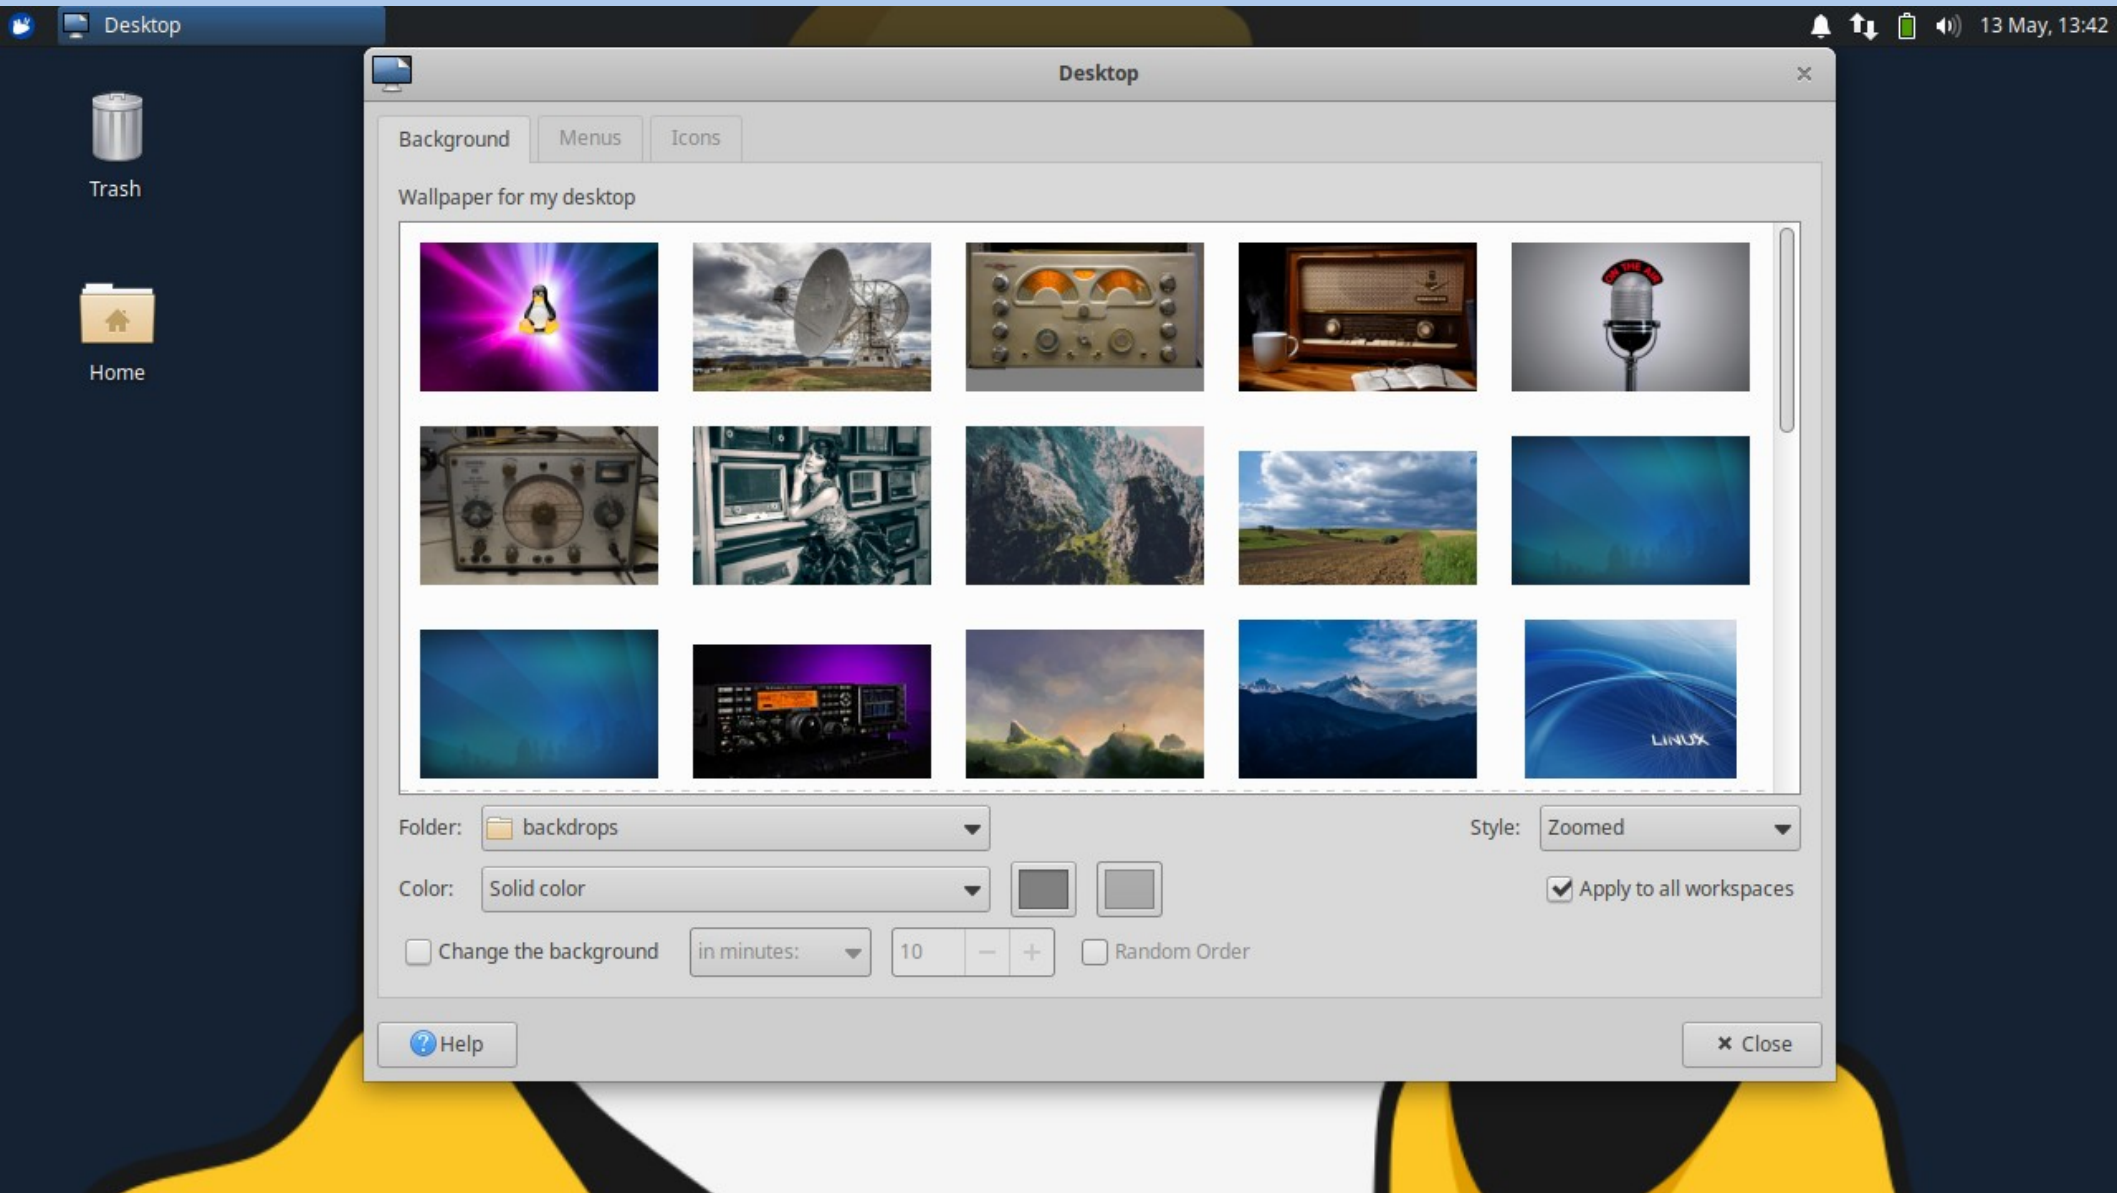 Desktop
13 May, 13:42
Trash
Home
Desktop
Background
Menus
Icons
Wallpaper for my desktop
ON THE AIR
LINUX
Folder:
backdrops
Style:
Zoomed
Color:
Solid color
Apply to all workspaces
Change the background
in minutes:
10
Random Order
Help
Close